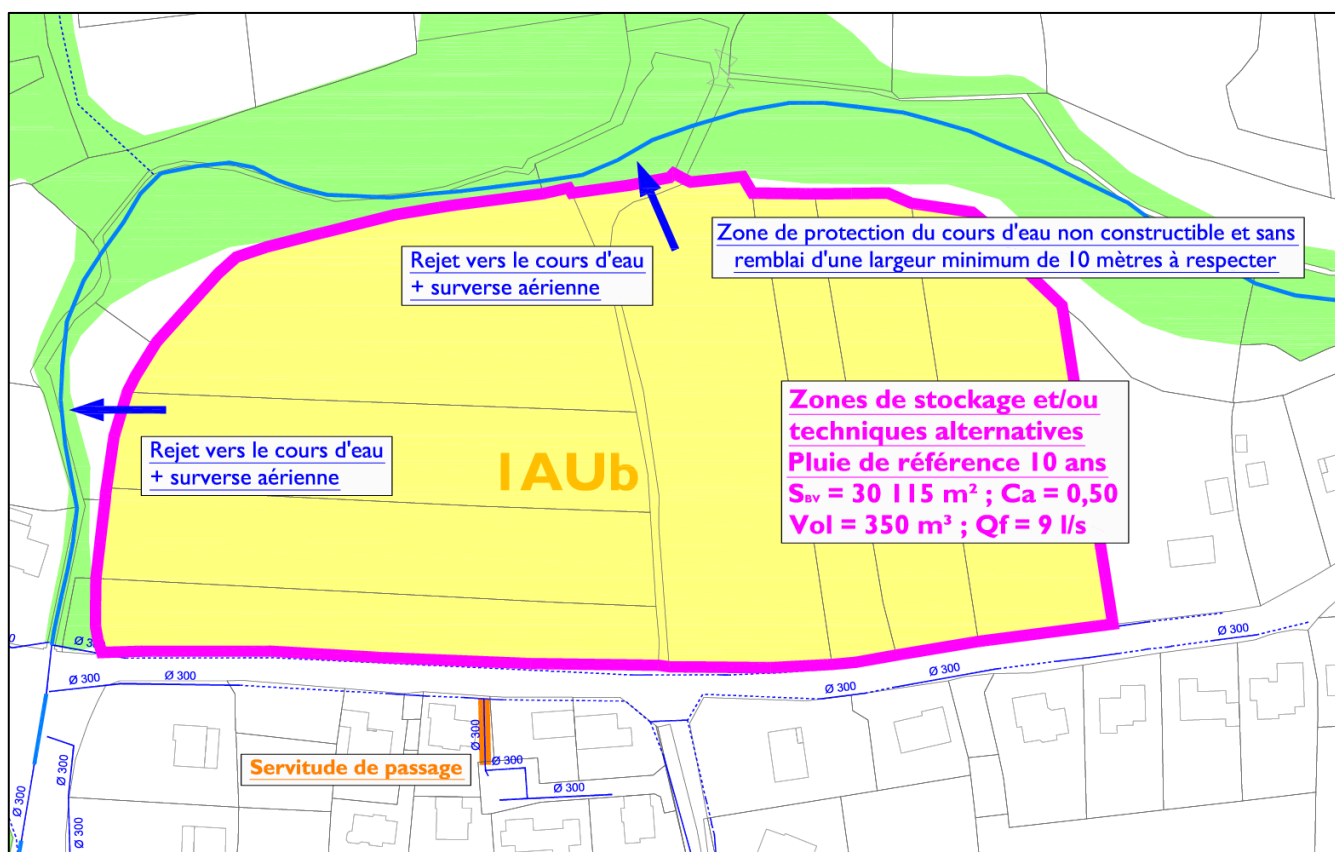 Zone de protection du cours d'eau non constructible et sans
remblai d'une largeur minimum de 10 mètres à respecter
Rejet vers le cours d'eau
+ surverse aérienne
Zones de stockage et/ou
techniques alternatives
Pluie de référence 10 ans
SBV = 30 115 m² ; Ca = 0,50
Vol = 350 m³ ; Qf = 9 l/s
Rejet vers le cours d'eau
+ surverse aérienne
1AUb
Ø 300
Ø 300
Ø 300
Ø 300
Ø 300
Ø 300
Ø 300
Servitude de passage
Ø 300
Ø 300
Ø 300
Ø 300
Ø 300